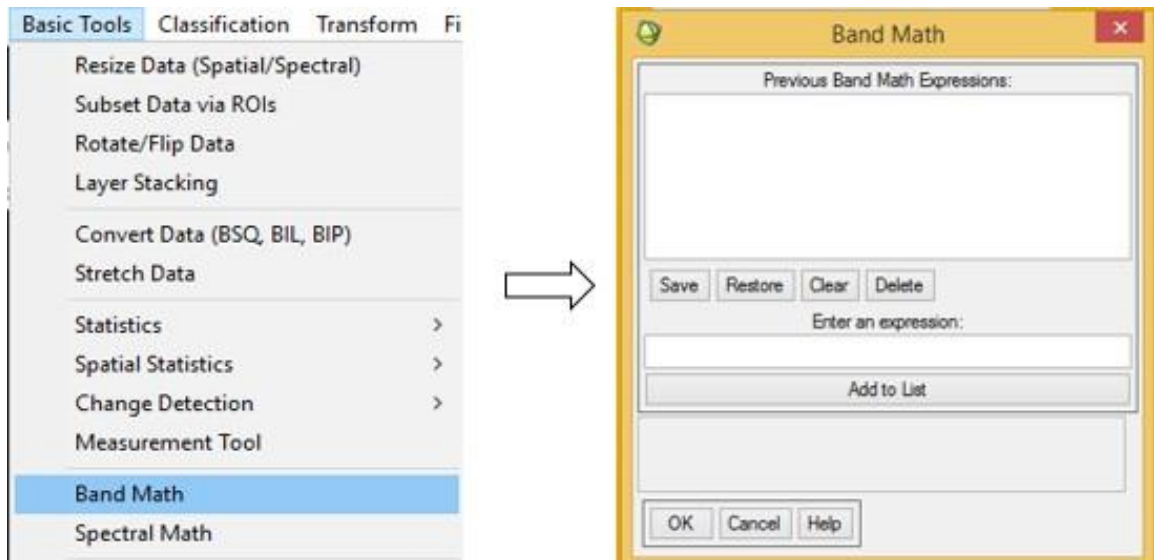 Basic Tools Classification Transform Fi
Resize Data (Spatial/Spectral)
Subset Data via ROIs
Rotate/Flip Data
Layer Stacking
Convert Data (BSQ, BIL, BIP)
Stretch Data
Statistics >
Spatial Statistics >
Change Detection >
Measurement Tool
Band Math
Spectral Math
Band Math
Previous Band Math Expressions:
Save Restore Clear Delete
Enter an expression:
Add to List
OK Cancel Help